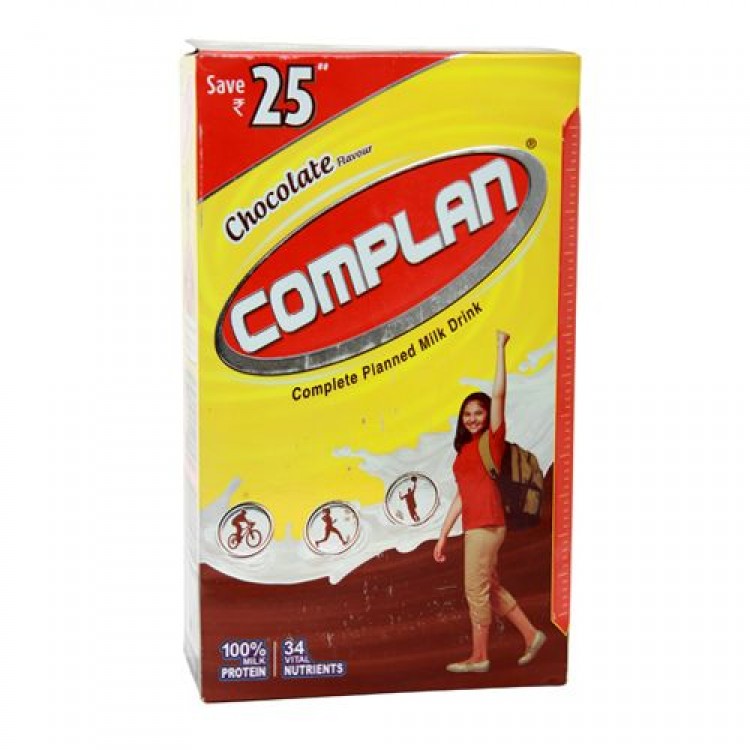 Save
₹ 25##
Chocolate Flavour
COMPLAN®
Complete Planned Milk Drink
100%
MILK
PROTEIN
34
VITAL
NUTRIENTS